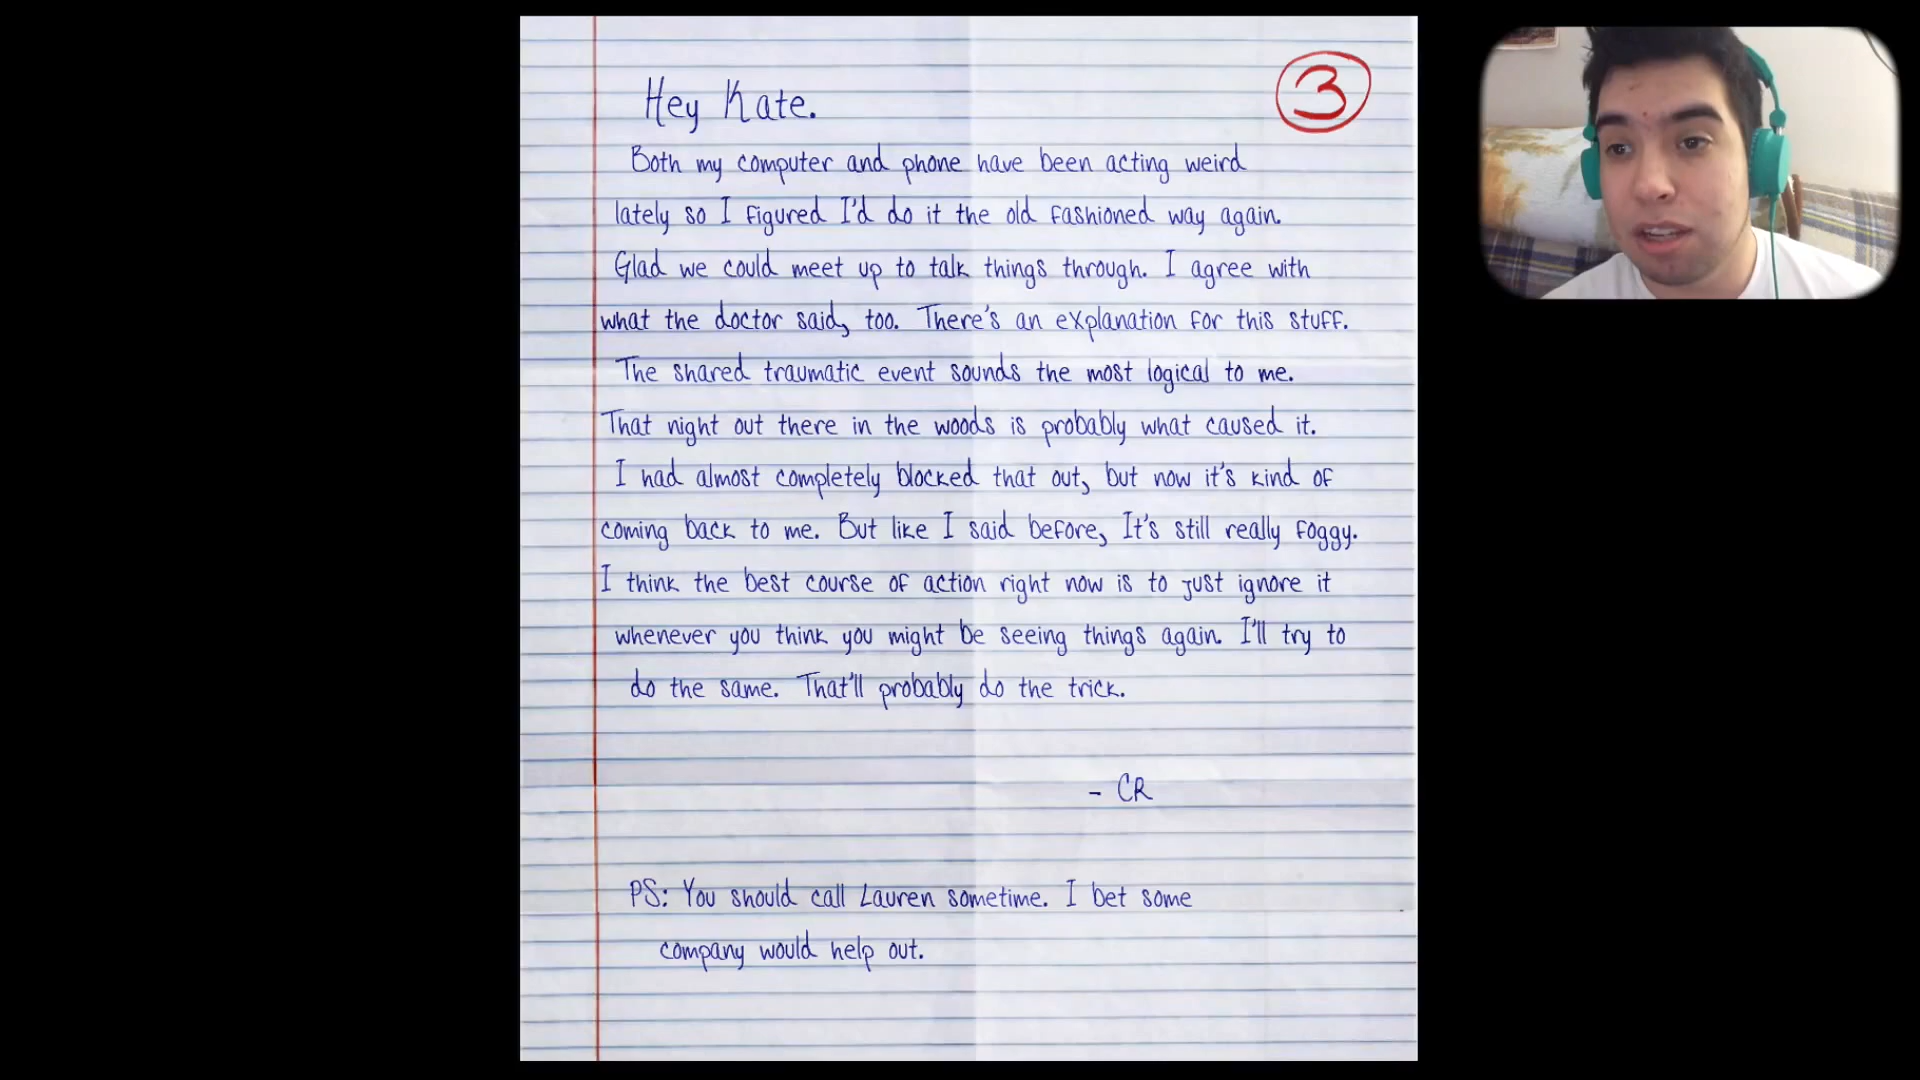 3
Hey Kate.
Both my computer and phone have been acting weird
lately so I figured I'd do it the old fashioned way again.
Glad we could meet up to talk things through. I agree with
what the doctor said, too. There's an explanation for this stuff.
The shared traumatic event sounds the most logical to me.
That night out there in the woods is probably what caused it.
I had almost completely blocked that out, but now it's kind of
coming back to me. But like I said before, It's still really foggy.
I think the best course of action right now is to just ignore it
whenever you think you might be seeing things again. I'll try to
do the same. That'll probably do the trick.
- CR
PS: You should call Lauren sometime. I bet some
company would help out.